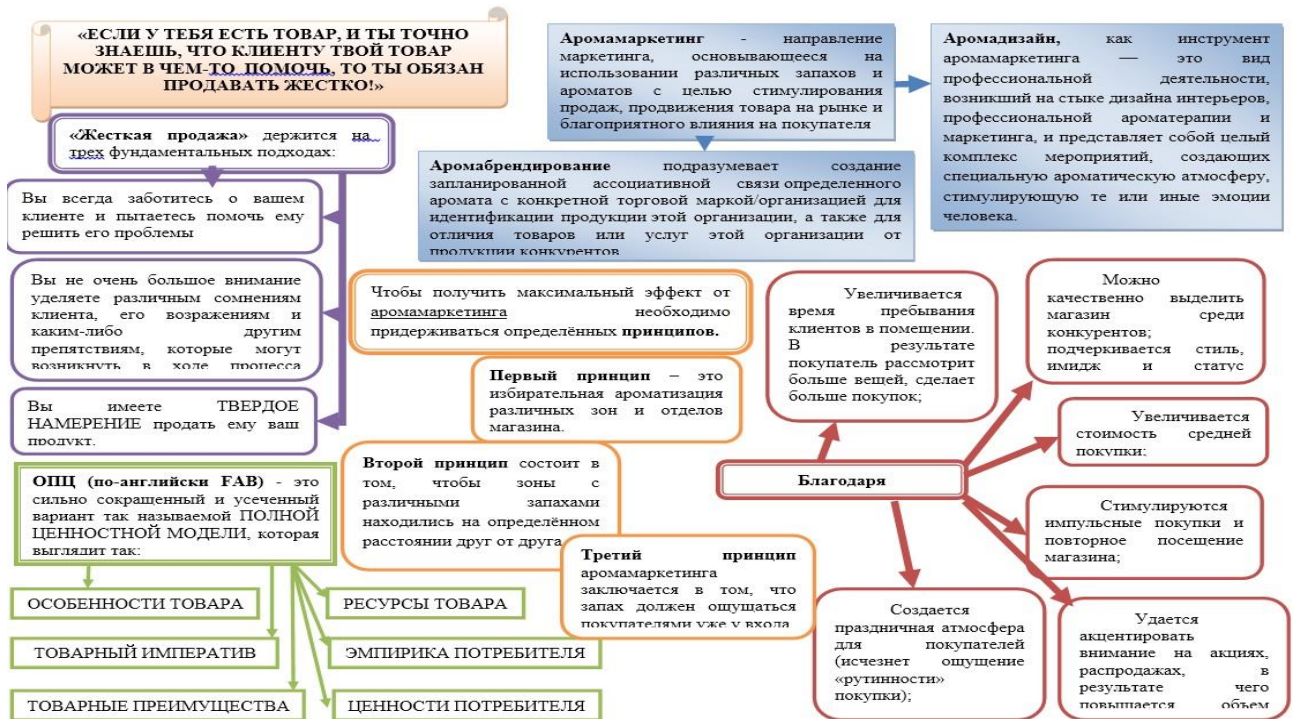 «ЕСЛИ У ТЕБЯ ЕСТЬ ТОВАР, И ТЫ ТОЧНО
ЗНАЕШЬ, ЧТО КЛИЕНТУ ТВОЙ ТОВАР
МОЖЕТ В ЧЕМ-ТО ПОМОЧЬ, ТО ТЫ ОБЯЗАН
ПРОДАВАТЬ ЖЕСТКО!»
«Жесткая продажа» держится на
трех фундаментальных подходах:
Вы всегда заботитесь о вашем
клиенте и пытаетесь помочь ему
решить его проблемы
Вы не очень большое внимание
уделяете различным сомнениям
клиента, его возражениям и
каким-либо другим
препятствиям, которые могут
возникнуть в ходе процесса
Вы имеете ТВЕРДОЕ
НАМЕРЕНИЕ продать ему ваш
продукт.
ОПЦ (по-английски FAB) - это
сильно сокращенный и усеченный
вариант так называемой ПОЛНОЙ
ЦЕННОСТНОЙ МОДЕЛИ, которая
выглядит так:
ОСОБЕННОСТИ ТОВАРА
ТОВАРНЫЙ ИМПЕРАТИВ
ТОВАРНЫЕ ПРЕИМУЩЕСТВА
РЕСУРСЫ ТОВАРА
ЭМПИРИКА ПОТРЕБИТЕЛЯ
ЦЕННОСТИ ПОТРЕБИТЕЛЯ
Аромамаркетинг - направление
маркетинга, основывающееся на
использовании различных запахов и
ароматов с целью стимулирования
продаж, продвижения товара на рынке и
благоприятного влияния на покупателя
Аромадизайн, как инструмент
аромамаркетинга — это вид
профессиональной деятельности,
возникший на стыке дизайна интерьеров,
профессиональной ароматерапии и
маркетинга, и представляет собой целый
комплекс мероприятий, создающих
специальную ароматическую атмосферу,
стимулирующую те или иные эмоции
человека.
Аромабрендирование подразумевает создание
запланированной ассоциативной связи определенного
аромата с конкретной торговой маркой/организацией для
идентификации продукции этой организации, а также для
отличия товаров или услуг этой организации от
продукции конкурентов
Чтобы получить максимальный эффект от
аромамаркетинга необходимо
придерживаться определённых принципов.
Первый принцип – это
избирательная ароматизация
различных зон и отделов
магазина.
Второй принцип состоит в
том, чтобы зоны с
различными запахами
находились на определённом
расстоянии друг от друга
Третий принцип
аромамаркетинга
заключается в том, что
запах должен ощущаться
покупателями уже у входа
Благодаря
Увеличивается
время пребывания
клиентов в помещении.
В результате
покупатель рассмотрит
больше вещей, сделает
больше покупок;
Можно
качественно выделить
магазин среди
конкурентов;
подчеркивается стиль,
имидж и статус
Увеличивается
стоимость средней
покупки;
Стимулируются
импульсные покупки и
повторное посещение
магазина;
Удается
акцентировать
внимание на акциях,
распродажах, в
результате чего
повышается объем
Создается
праздничная атмосфера
для покупателей
(исчезнет ощущение
«рутинности»
покупки);